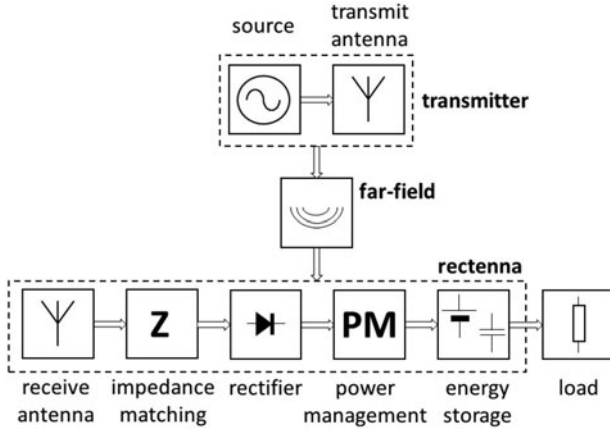 source
transmit
antenna
transmitter
far-field
rectenna
Z
PM
receive
antenna
impedance
matching
rectifier
power
management
energy
storage
load